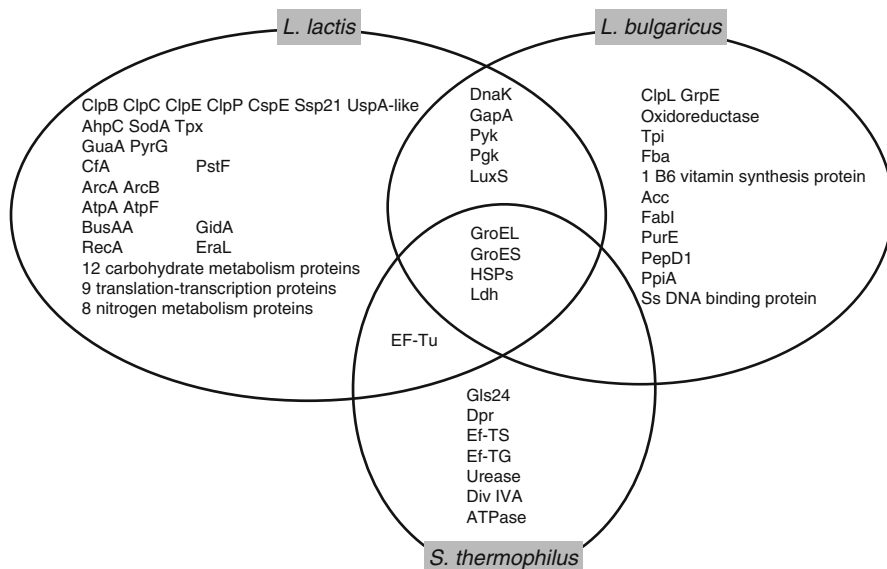 L. lactis
L. bulgaricus
ClpB ClpC ClpE ClpP CspE Ssp21 UspA-like
AhpC SodA Tpx
GuaA PyrG
CfA PstF
ArcA ArcB
AtpA AtpF
BusAA GidA
RecA EraL
12 carbohydrate metabolism proteins
9 translation-transcription proteins
8 nitrogen metabolism proteins
DnaK
GapA
Pyk
Pgk
LuxS
ClpL GrpE
Oxidoreductase
Tpi
Fba
1 B6 vitamin synthesis protein
Acc
FabI
PurE
PepD1
PpiA
Ss DNA binding protein
GroEL
GroES
HSPs
Ldh
EF-Tu
Gls24
Dpr
Ef-TS
Ef-TG
Urease
Div IVA
ATPase
S. thermophilus